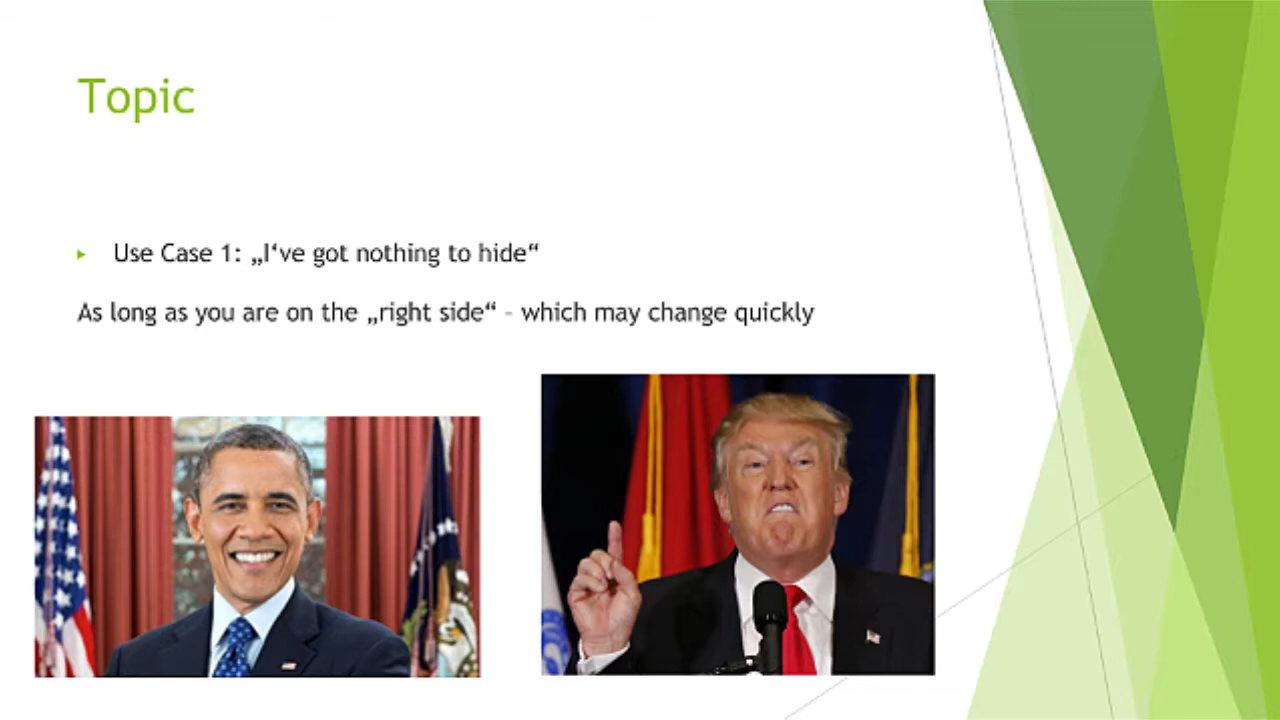 Topic
Use Case 1: „I‘ve got nothing to hide“
As long as you are on the „right side“ – which may change quickly